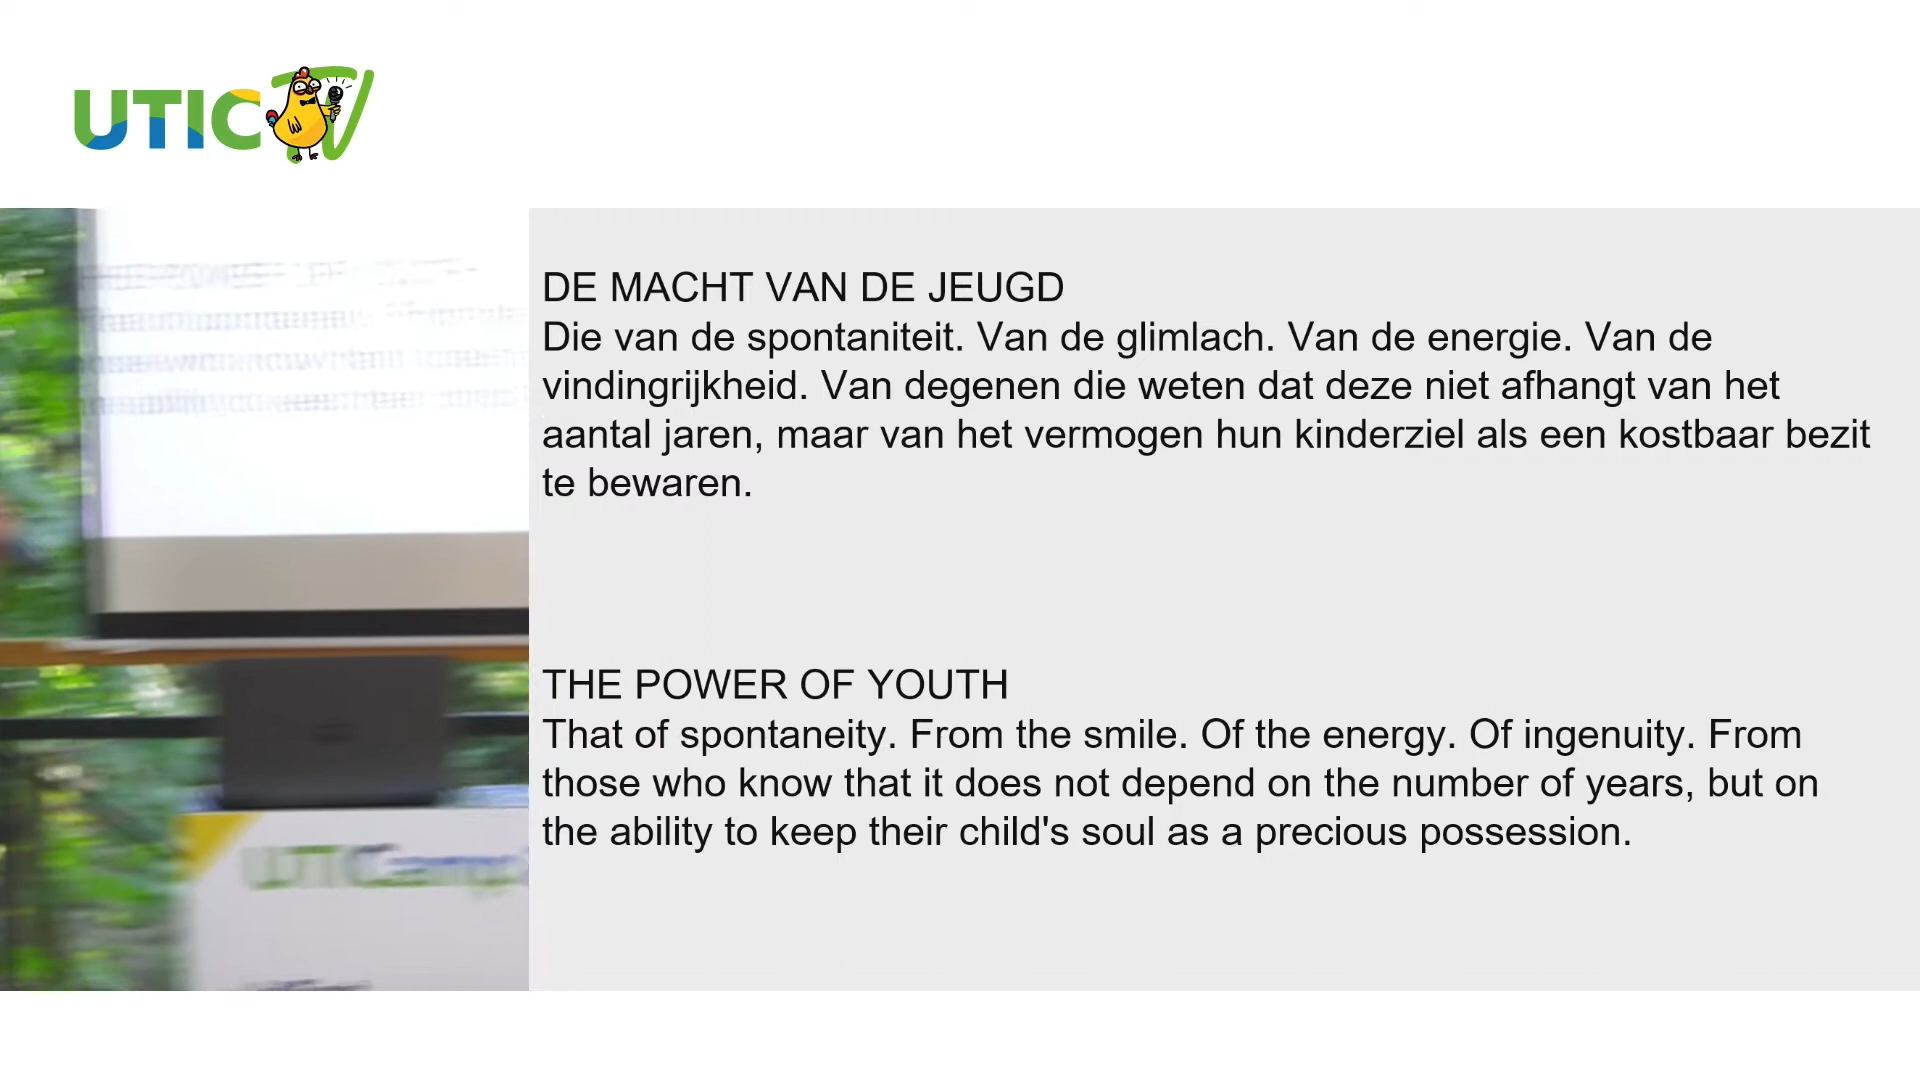 UTIC TV
DE MACHT VAN DE JEUGD
Die van de spontaniteit. Van de glimlach. Van de energie. Van de
vindingrijkheid. Van degenen die weten dat deze niet afhangt van het
aantal jaren, maar van het vermogen hun kinderziel als een kostbaar bezit
te bewaren.
THE POWER OF YOUTH
That of spontaneity. From the smile. Of the energy. Of ingenuity. From
those who know that it does not depend on the number of years, but on
the ability to keep their child's soul as a precious possession.
UTICamp